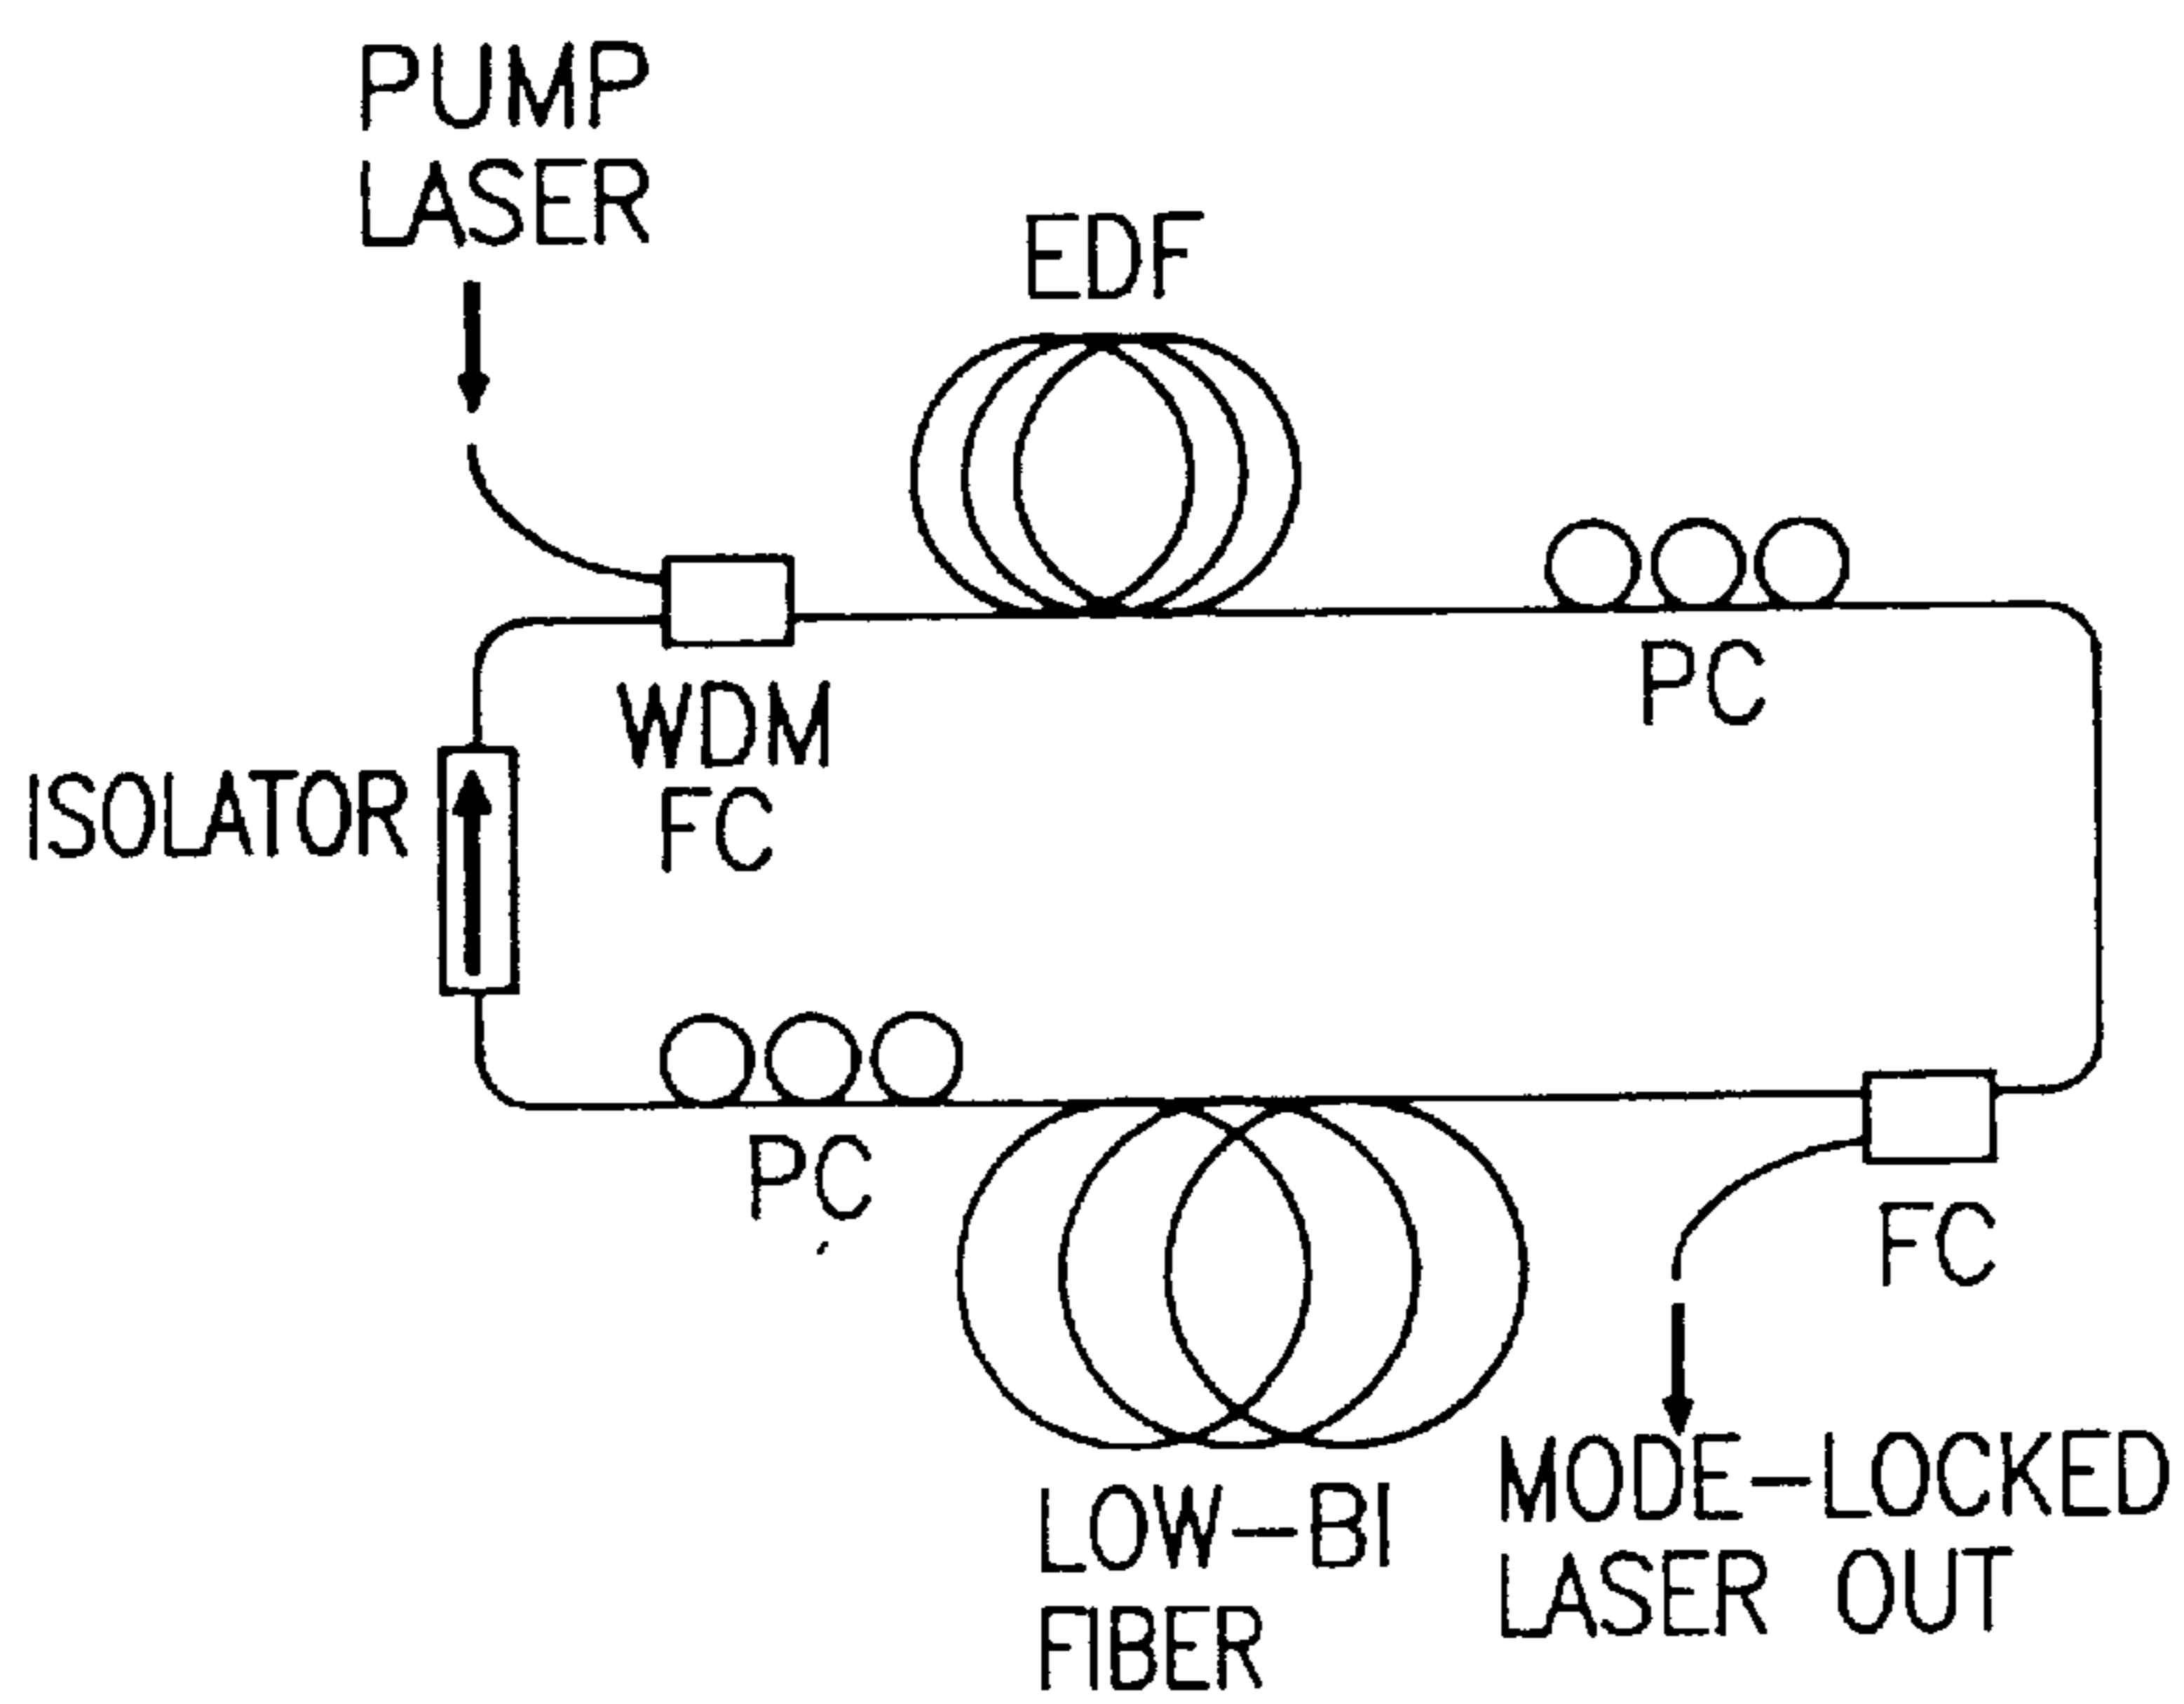 PUMP
LASER
EDF
PC
WDM
FC
ISOLATOR
PC
FC
LOW-BI
FIBER
MODE-LOCKED
LASER OUT